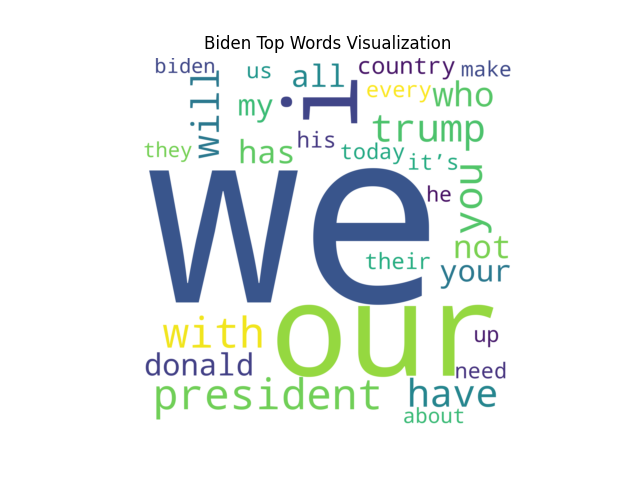 Biden Top Words Visualization
biden us all country make
will my i every who
trump
they has his today it’s
we he you
their not
your
our
with up
donald need
president have
about